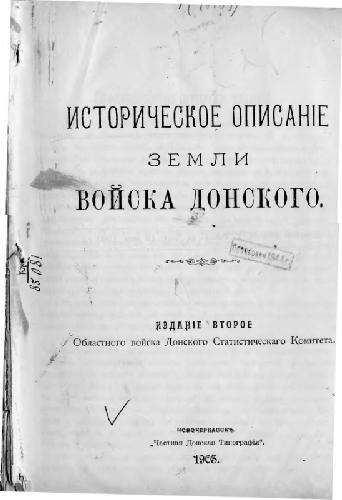 ИСТОРИЧЕСКОЕ ОПИСАНІЕ
ЗЕМЛИ
ВОЙСКА ДОНСКОГО.
ИЗДАНІЕ ВТОРОЕ
Областного войска Донского Статистическаго Комитета.
НОВОЧЕРКАССКЪ.
„Частная Донская Типографія“.
1903.